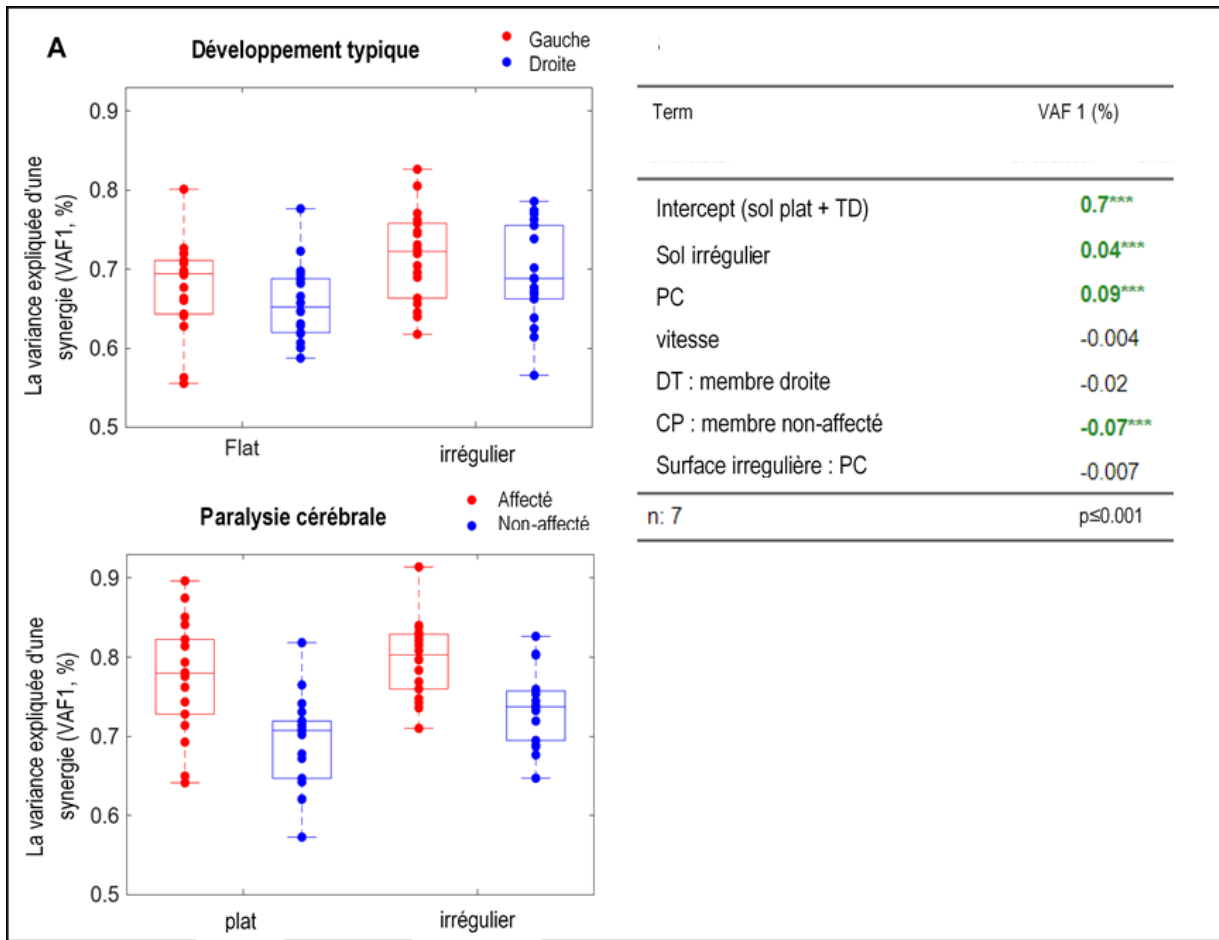 A
Développement typique
Gauche
Droite
La variance expliquée d'une
synergie (VAF1, %)
0.9
0.8
0.7
0.6
0.5
Flat
irrégulier
Paralysie cérébrale
Affecté
Non-affecté
La variance expliquée d'une
synergie (VAF1, %)
0.9
0.8
0.7
0.6
0.5
plat
irrégulier
Term VAF 1 (%)
Intercept (sol plat + TD) 0.7***
Sol irrégulier 0.04***
PC 0.09***
vitesse -0.004
DT : membre droite -0.02
CP : membre non-affecté -0.07***
Surface irregulière : PC -0.007
n: 7 p≤0.001